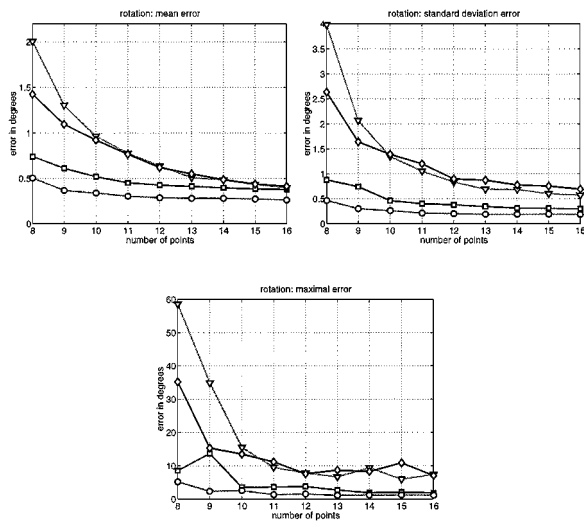 rotation: mean error
2
1.5
1
0.5
0
error in degrees
8 9 10 11 12 13 14 15 16
number of points
rotation: standard deviation error
4
3.5
3
2.5
2
1.5
1
0.5
0
error in degrees
8 9 10 11 12 13 14 15 16
number of points
rotation: maximal error
60
50
40
30
20
10
0
error in degrees
8 9 10 11 12 13 14 15 16
number of points